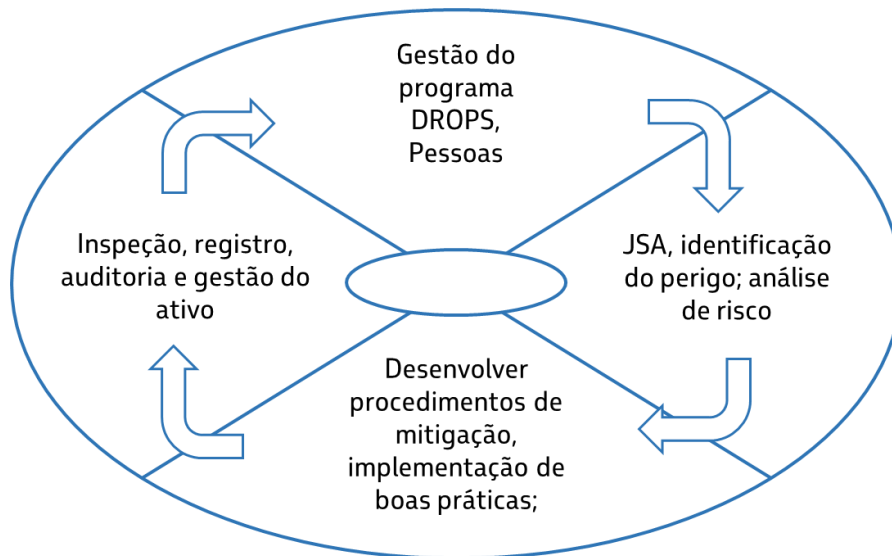 Gestão do
programa
DROPS,
Pessoas
Inspeção, registro,
auditoria e gestão do
ativo
JSA, identificação
do perigo; análise
de risco
Desenvolver
procedimentos de
mitigação,
implementação de
boas práticas;